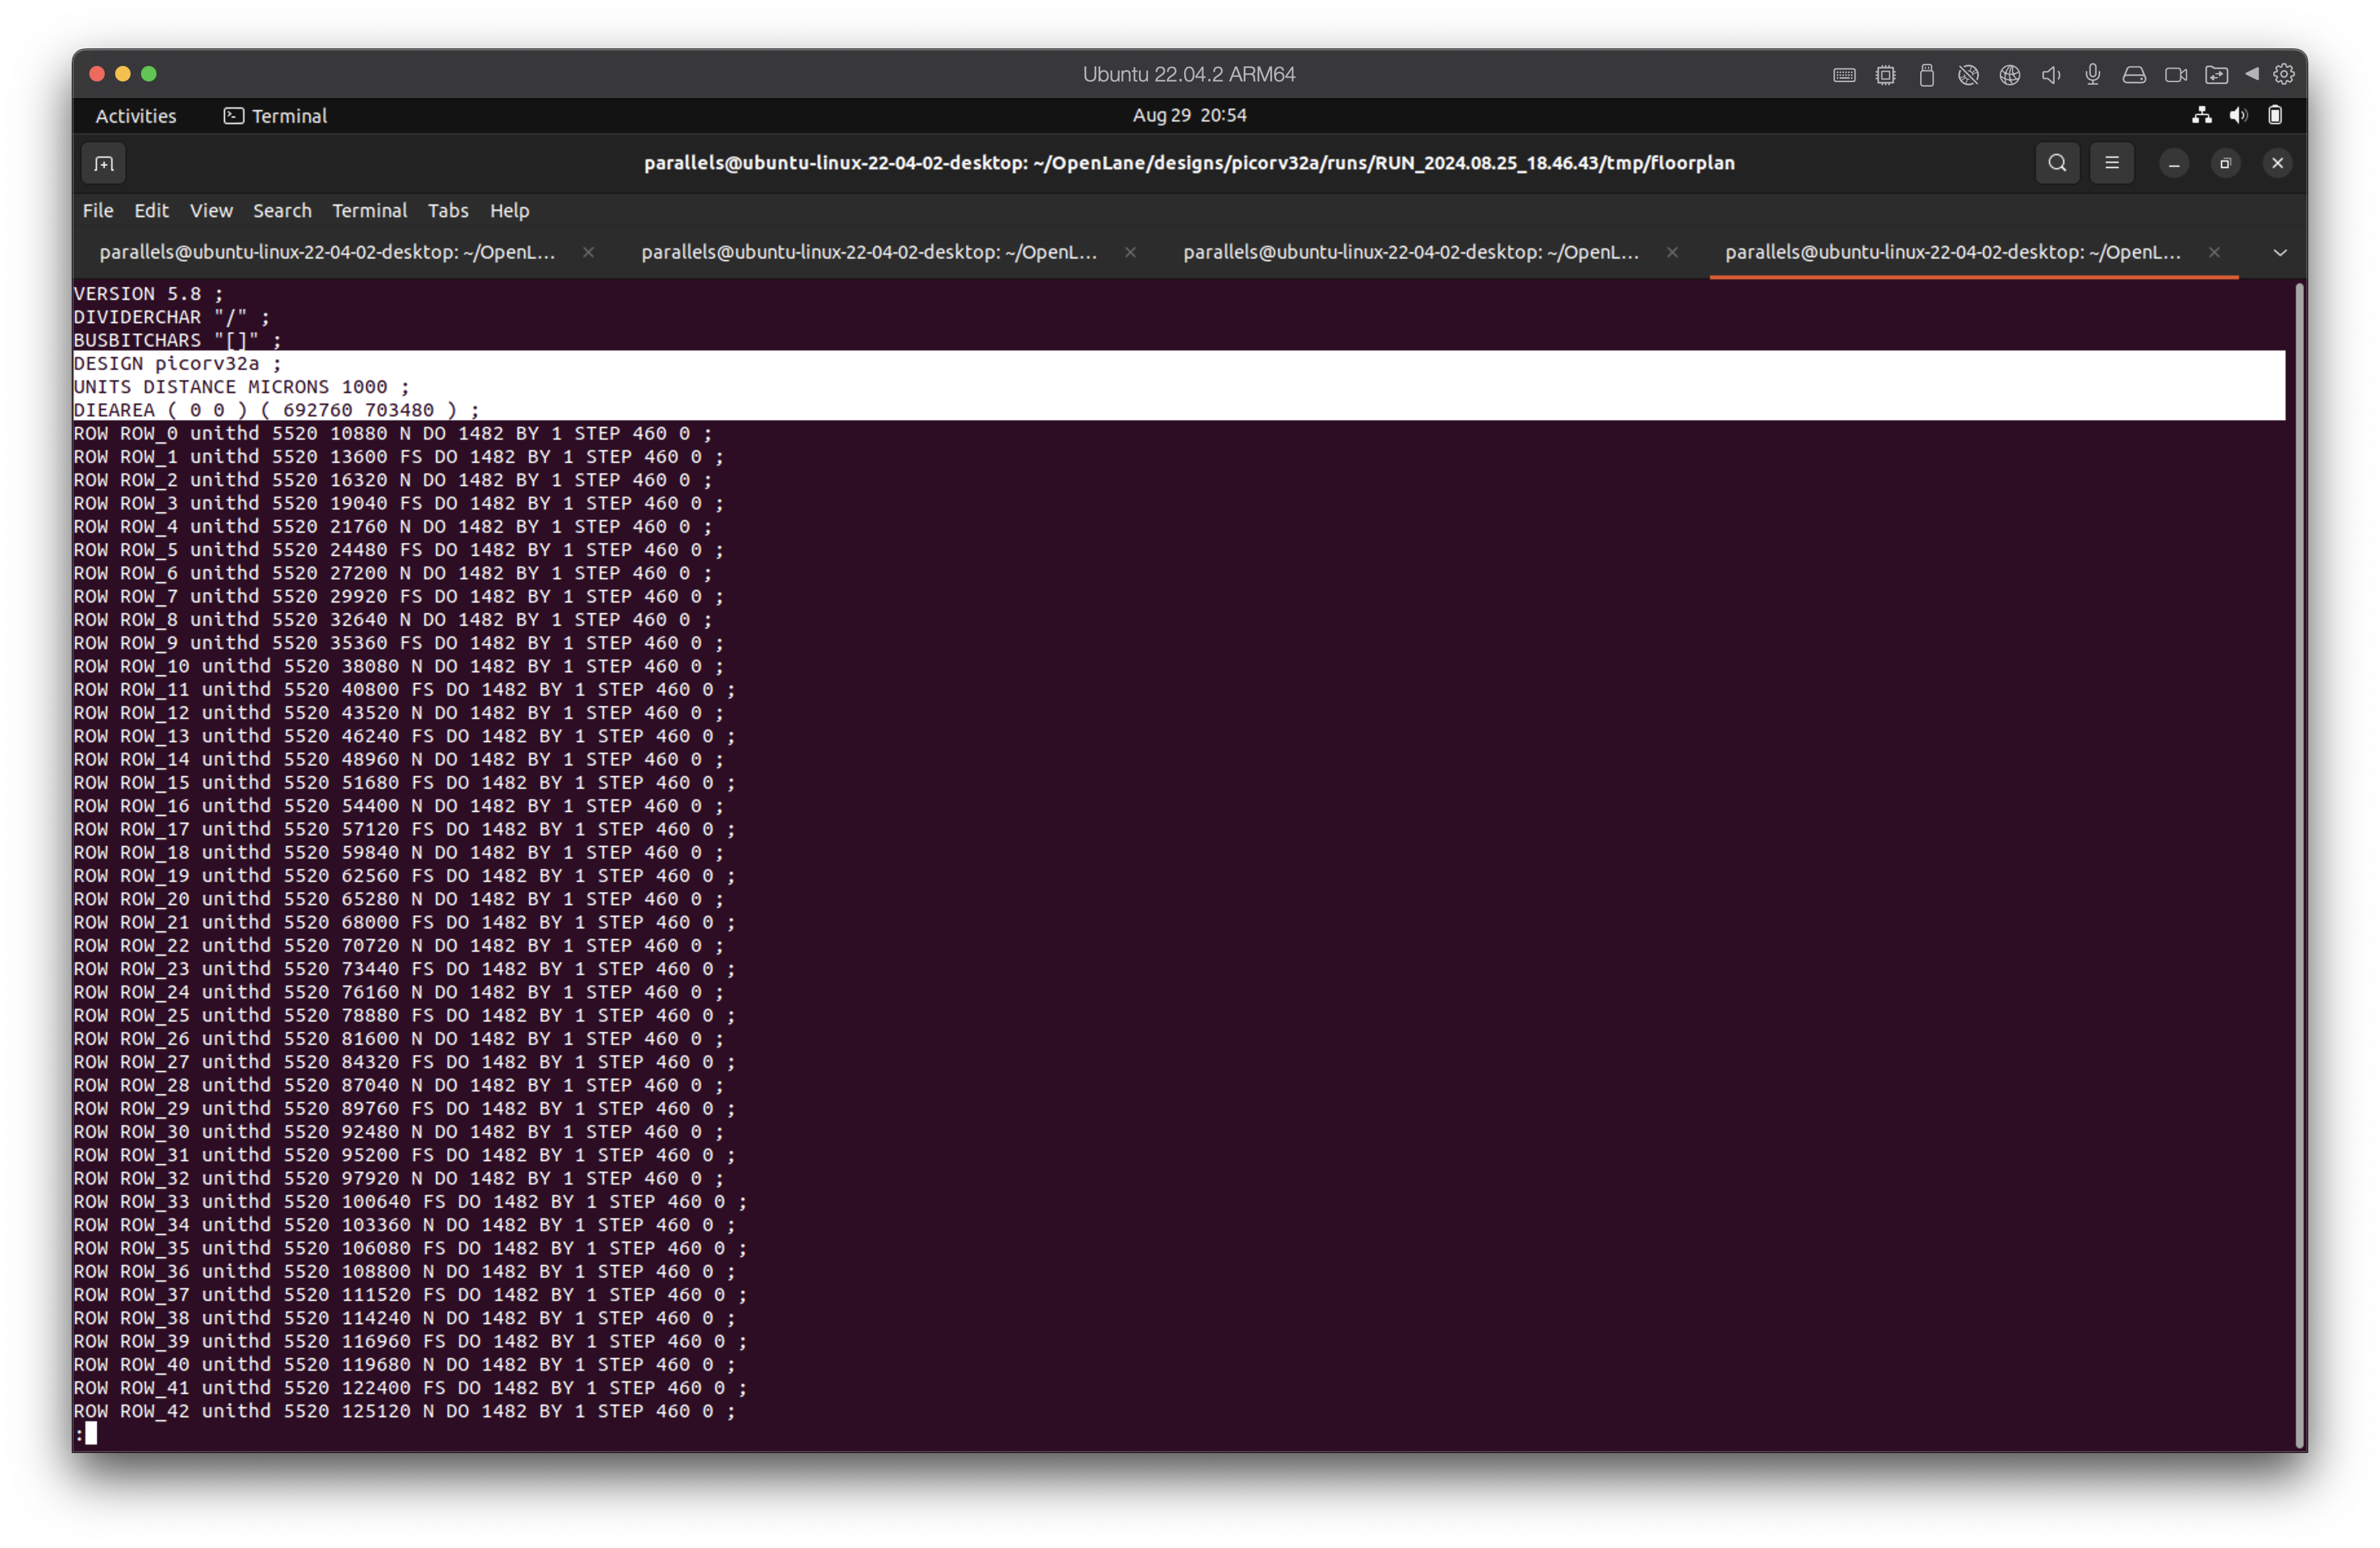 Ubuntu 22.04.2 ARM64
Activities Terminal Aug 29 20:54
parallels@ubuntu-linux-22-04-02-desktop: ~/OpenLane/designs/picorv32a/runs/RUN_2024.08.25_18.46.43/tmp/floorplan
File Edit View Search Terminal Tabs Help
parallels@ubuntu-linux-22-04-02-desktop: ~/OpenL... parallels@ubuntu-linux-22-04-02-desktop: ~/OpenL... parallels@ubuntu-linux-22-04-02-desktop: ~/OpenL... parallels@ubuntu-linux-22-04-02-desktop: ~/OpenL...
VERSION 5.8 ;
DIVIDERCHAR "/" ;
BUSBITCHARS "[]" ;
DESIGN picorv32a ;
UNITS DISTANCE MICRONS 1000 ;
DIEAREA ( 0 0 ) ( 692760 703480 ) ;
ROW ROW_0 unithd 5520 10880 N DO 1482 BY 1 STEP 460 0 ;
ROW ROW_1 unithd 5520 13600 FS DO 1482 BY 1 STEP 460 0 ;
ROW ROW_2 unithd 5520 16320 N DO 1482 BY 1 STEP 460 0 ;
ROW ROW_3 unithd 5520 19040 FS DO 1482 BY 1 STEP 460 0 ;
ROW ROW_4 unithd 5520 21760 N DO 1482 BY 1 STEP 460 0 ;
ROW ROW_5 unithd 5520 24480 FS DO 1482 BY 1 STEP 460 0 ;
ROW ROW_6 unithd 5520 27200 N DO 1482 BY 1 STEP 460 0 ;
ROW ROW_7 unithd 5520 29920 FS DO 1482 BY 1 STEP 460 0 ;
ROW ROW_8 unithd 5520 32640 N DO 1482 BY 1 STEP 460 0 ;
ROW ROW_9 unithd 5520 35360 FS DO 1482 BY 1 STEP 460 0 ;
ROW ROW_10 unithd 5520 38080 N DO 1482 BY 1 STEP 460 0 ;
ROW ROW_11 unithd 5520 40800 FS DO 1482 BY 1 STEP 460 0 ;
ROW ROW_12 unithd 5520 43520 N DO 1482 BY 1 STEP 460 0 ;
ROW ROW_13 unithd 5520 46240 FS DO 1482 BY 1 STEP 460 0 ;
ROW ROW_14 unithd 5520 48960 N DO 1482 BY 1 STEP 460 0 ;
ROW ROW_15 unithd 5520 51680 FS DO 1482 BY 1 STEP 460 0 ;
ROW ROW_16 unithd 5520 54400 N DO 1482 BY 1 STEP 460 0 ;
ROW ROW_17 unithd 5520 57120 FS DO 1482 BY 1 STEP 460 0 ;
ROW ROW_18 unithd 5520 59840 N DO 1482 BY 1 STEP 460 0 ;
ROW ROW_19 unithd 5520 62560 FS DO 1482 BY 1 STEP 460 0 ;
ROW ROW_20 unithd 5520 65280 N DO 1482 BY 1 STEP 460 0 ;
ROW ROW_21 unithd 5520 68000 FS DO 1482 BY 1 STEP 460 0 ;
ROW ROW_22 unithd 5520 70720 N DO 1482 BY 1 STEP 460 0 ;
ROW ROW_23 unithd 5520 73440 FS DO 1482 BY 1 STEP 460 0 ;
ROW ROW_24 unithd 5520 76160 N DO 1482 BY 1 STEP 460 0 ;
ROW ROW_25 unithd 5520 78880 FS DO 1482 BY 1 STEP 460 0 ;
ROW ROW_26 unithd 5520 81600 N DO 1482 BY 1 STEP 460 0 ;
ROW ROW_27 unithd 5520 84320 FS DO 1482 BY 1 STEP 460 0 ;
ROW ROW_28 unithd 5520 87040 N DO 1482 BY 1 STEP 460 0 ;
ROW ROW_29 unithd 5520 89760 FS DO 1482 BY 1 STEP 460 0 ;
ROW ROW_30 unithd 5520 92480 N DO 1482 BY 1 STEP 460 0 ;
ROW ROW_31 unithd 5520 95200 FS DO 1482 BY 1 STEP 460 0 ;
ROW ROW_32 unithd 5520 97920 N DO 1482 BY 1 STEP 460 0 ;
ROW ROW_33 unithd 5520 100640 FS DO 1482 BY 1 STEP 460 0 ;
ROW ROW_34 unithd 5520 103360 N DO 1482 BY 1 STEP 460 0 ;
ROW ROW_35 unithd 5520 106080 FS DO 1482 BY 1 STEP 460 0 ;
ROW ROW_36 unithd 5520 108800 N DO 1482 BY 1 STEP 460 0 ;
ROW ROW_37 unithd 5520 111520 FS DO 1482 BY 1 STEP 460 0 ;
ROW ROW_38 unithd 5520 114240 N DO 1482 BY 1 STEP 460 0 ;
ROW ROW_39 unithd 5520 116960 FS DO 1482 BY 1 STEP 460 0 ;
ROW ROW_40 unithd 5520 119680 N DO 1482 BY 1 STEP 460 0 ;
ROW ROW_41 unithd 5520 122400 FS DO 1482 BY 1 STEP 460 0 ;
ROW ROW_42 unithd 5520 125120 N DO 1482 BY 1 STEP 460 0 ;
: